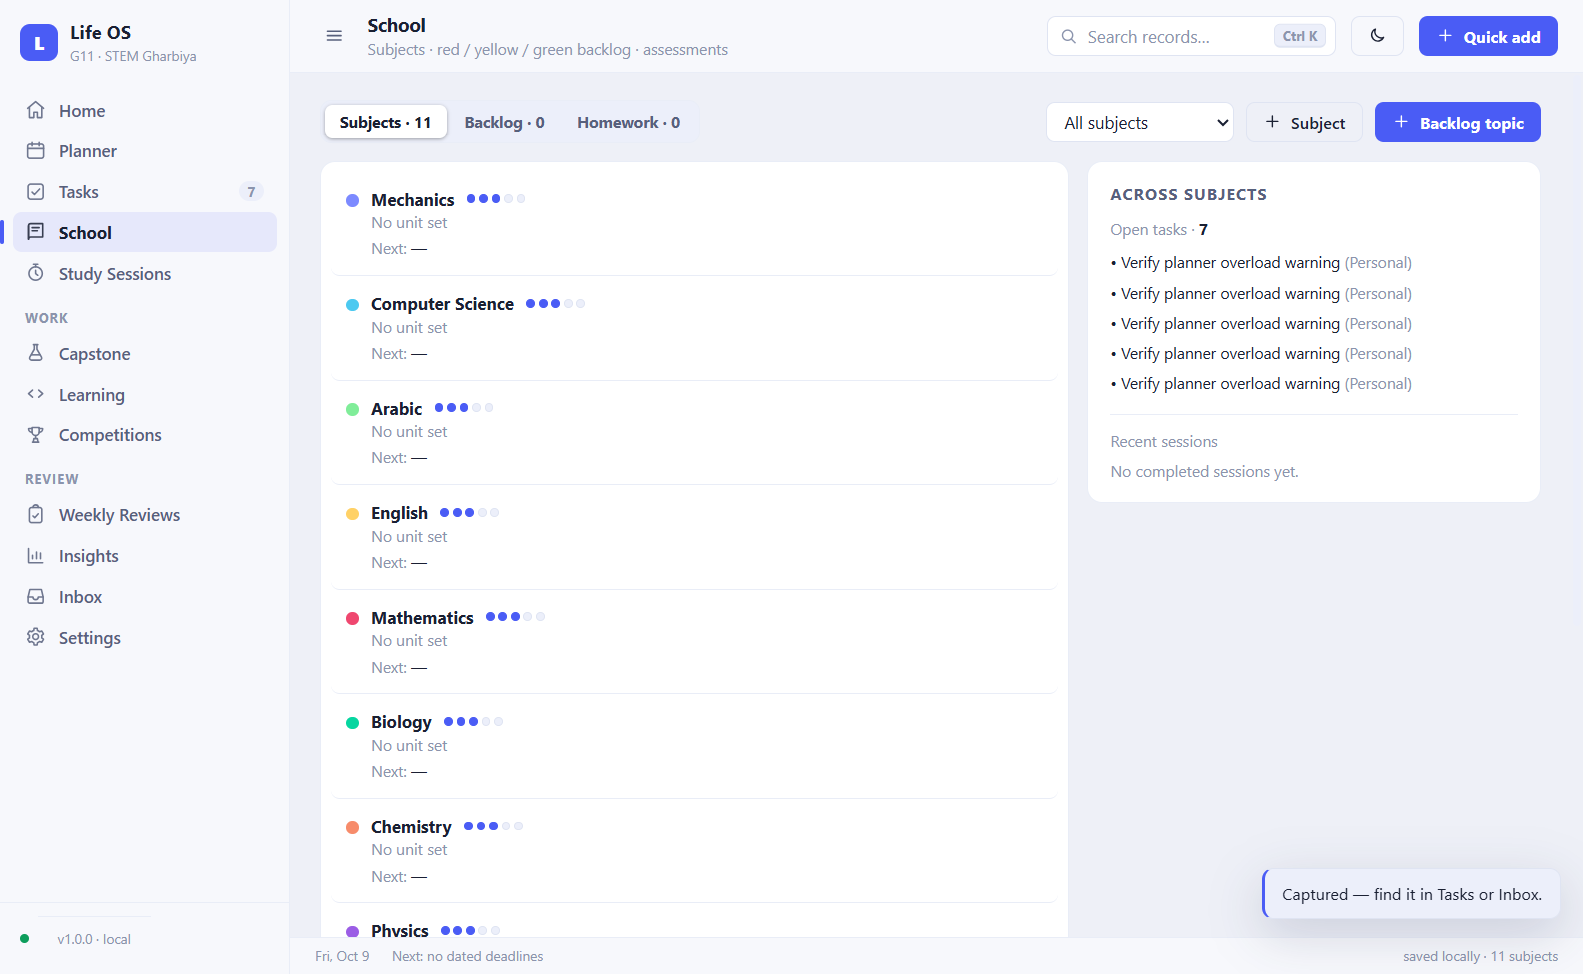 L
Life OS
G11 · STEM Gharbiya
Home
Planner
Tasks 7
School
Study Sessions
WORK
Capstone
Learning
Competitions
REVIEW
Weekly Reviews
Insights
Inbox
Settings
v1.0.0 · local
School
Subjects · red / yellow / green backlog · assessments
Search records... Ctrl K
+ Quick add
Subjects · 11 Backlog · 0 Homework · 0
All subjects
+ Subject
+ Backlog topic
Mechanics
No unit set
Next: —
Computer Science
No unit set
Next: —
Arabic
No unit set
Next: —
English
No unit set
Next: —
Mathematics
No unit set
Next: —
Biology
No unit set
Next: —
Chemistry
No unit set
Next: —
Physics
ACROSS SUBJECTS
Open tasks · 7
• Verify planner overload warning (Personal)
• Verify planner overload warning (Personal)
• Verify planner overload warning (Personal)
• Verify planner overload warning (Personal)
• Verify planner overload warning (Personal)
Recent sessions
No completed sessions yet.
Captured — find it in Tasks or Inbox.
Fri, Oct 9 Next: no dated deadlines
saved locally · 11 subjects